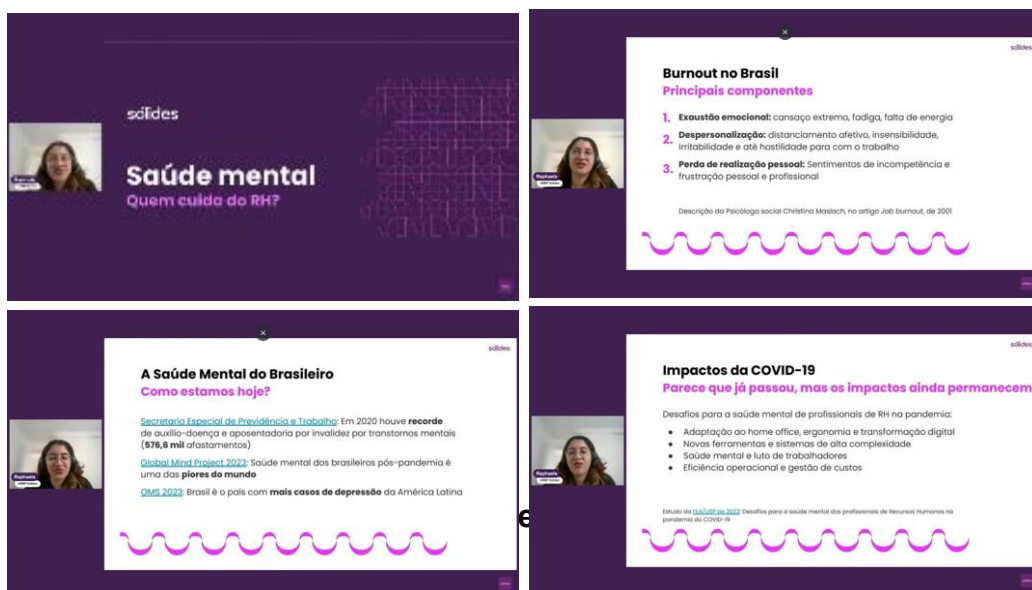 sólides
Saúde mental
Quem cuida do RH?
sólides
Burnout no Brasil
Principais componentes
1. Exaustão emocional: cansaço extremo, fadiga, falta de energia
2. Despersonalização: distanciamento afetivo, insensibilidade,
irritabilidade e até hostilidade para com o trabalho
3. Perda de realização pessoal: Sentimentos de incompetência e
frustração pessoal e profissional
Descrição da Psicóloga social Christina Maslach, no artigo Job burnout, de 2001
Raphaela
sólides
A Saúde Mental do Brasileiro
Como estamos hoje?
Secretaria Especial de Previdência e Trabalho: Em 2020 houve recorde
de auxílio-doença e aposentadoria por invalidez por transtornos mentais
(576,6 mil afastamentos)
Global Mind Project 2023: Saúde mental dos brasileiros pós-pandemia é
uma das piores do mundo
OMS 2023: Brasil é o país com mais casos de depressão da América Latina
Raphaela
e
sólides
Impactos da COVID-19
Parece que já passou, mas os impactos ainda permanecem
Desafios para a saúde mental de profissionais de RH na pandemia:
● Adaptação ao home office, ergonomia e transformação digital
● Novas ferramentas e sistemas de alta complexidade
● Saúde mental e luto de trabalhadores
● Eficiência operacional e gestão de custos
Estudo da FEA/USP de 2022: Desafios para a saúde mental dos profissionais de Recursos Humanos na
pandemia da COVID-19
Raphaela